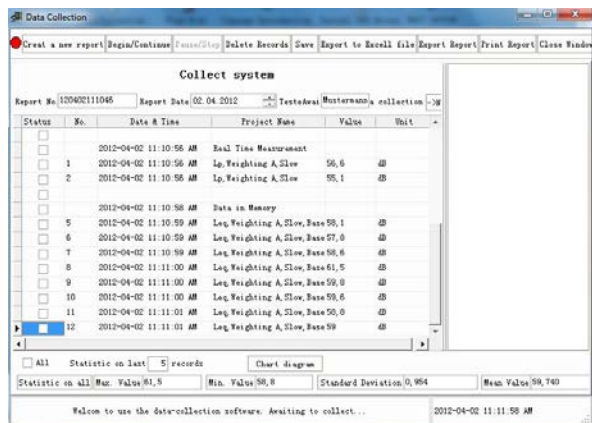 Data Collection
Creat a new report Begin/Continue Pause/Stop Delete Records Save Export to Excell file Export Report Print Report Close Window
Collect system
Report No 120402111045 Report Date 02.04.2012 TesteAwai Mustermann a collection ->N
Status No. Date & Time Project Name Value Unit
2012-04-02 11:10:56 AM Real Time Measurement
1 2012-04-02 11:10:56 AM Lp, Weighting A, Slow 56,6 dB
2 2012-04-02 11:10:56 AM Lp, Weighting A, Slow 55,1 dB
2012-04-02 11:10:58 AM Data in Memory
5 2012-04-02 11:10:59 AM Leq, Weighting A, Slow, Base 58,1 dB
6 2012-04-02 11:10:59 AM Leq, Weighting A, Slow, Base 57,8 dB
7 2012-04-02 11:10:59 AM Leq, Weighting A, Slow, Base 58,6 dB
8 2012-04-02 11:11:00 AM Leq, Weighting A, Slow, Base 61,5 dB
9 2012-04-02 11:11:00 AM Leq, Weighting A, Slow, Base 59,8 dB
10 2012-04-02 11:11:00 AM Leq, Weighting A, Slow, Base 59,6 dB
11 2012-04-02 11:11:01 AM Leq, Weighting A, Slow, Base 58,8 dB
12 2012-04-02 11:11:01 AM Leq, Weighting A, Slow, Base 59 dB
All Statistic on last 5 records Chart diagram
Statistic on all Max. Value 61,5 Min. Value 58,8 Standard Deviation 0,954 Mean Value 59,740
Welcom to use the data-collection software. Awaiting to collect... 2012-04-02 11:11:58 AM